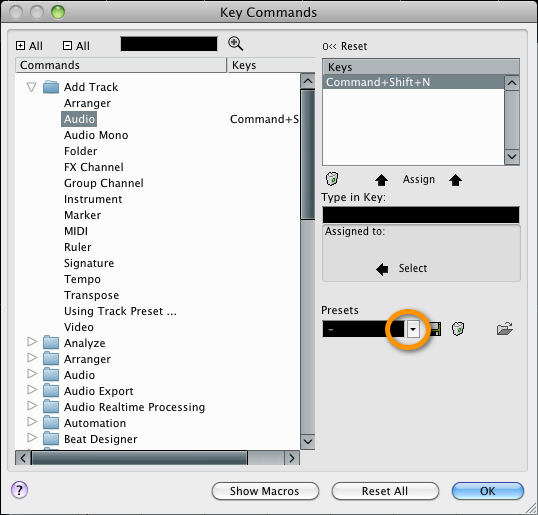 Key Commands
All All
Commands Keys
Add Track
Arranger
Audio Command+S
Audio Mono
Folder
FX Channel
Group Channel
Instrument
Marker
MIDI
Ruler
Signature
Tempo
Transpose
Using Track Preset ...
Video
Analyze
Arranger
Audio
Audio Export
Audio Realtime Processing
Automation
Beat Designer
Reset
Keys
Command+Shift+N
Assign
Type in Key:
Assigned to:
Select
Presets
–
?
Show Macros Reset All OK